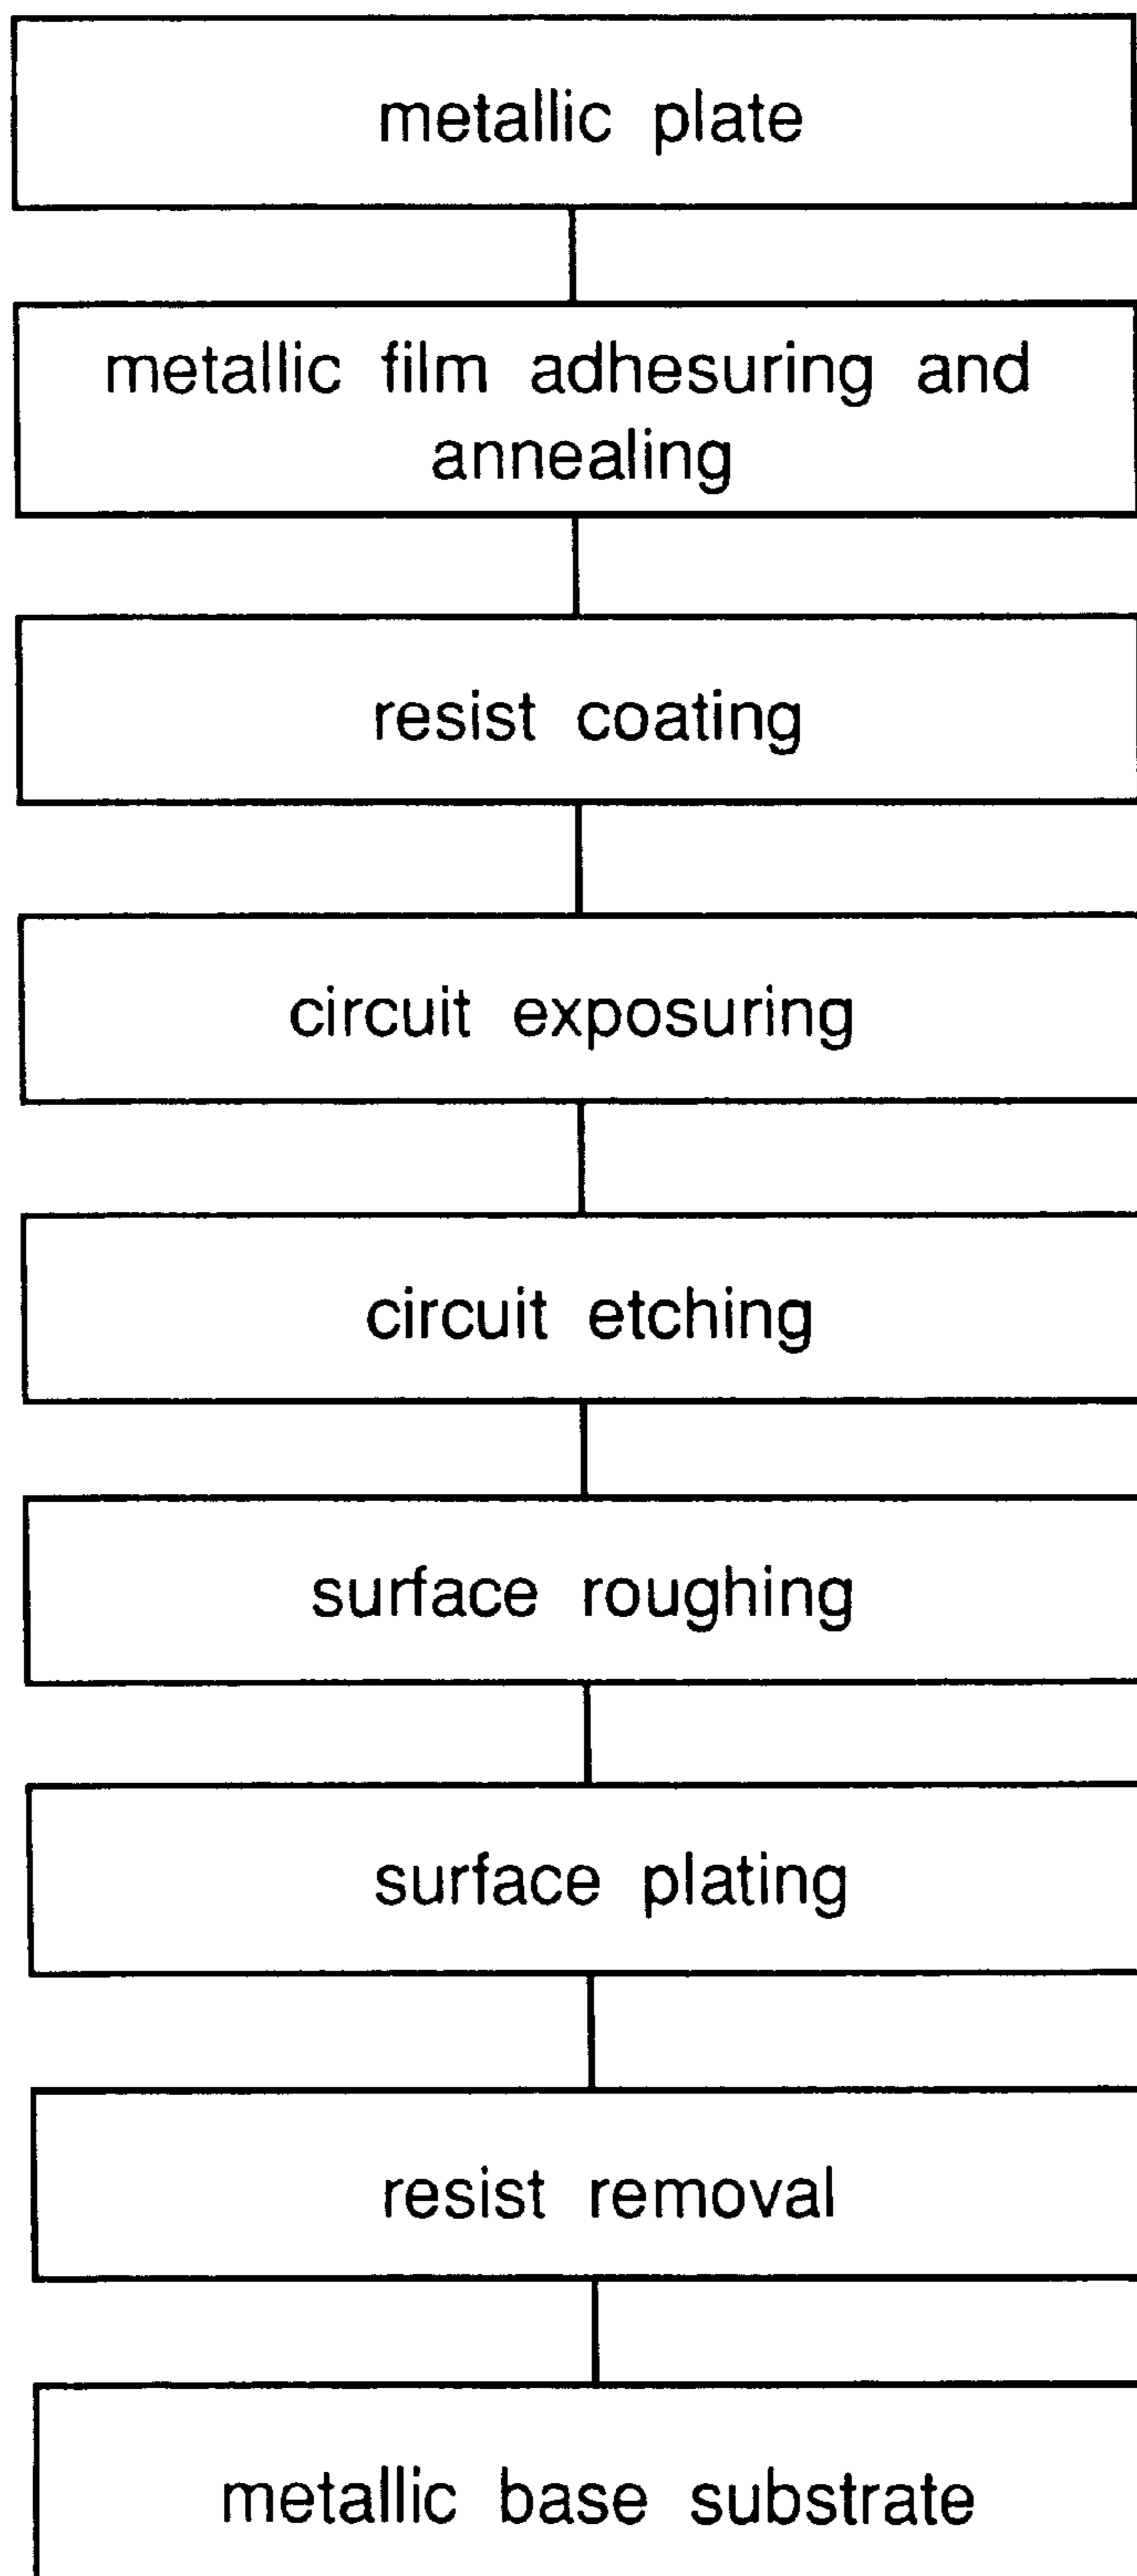 metallic plate
metallic film adhesuring and
annealing
resist coating
circuit exposuring
circuit etching
surface roughing
surface plating
resist removal
metallic base substrate